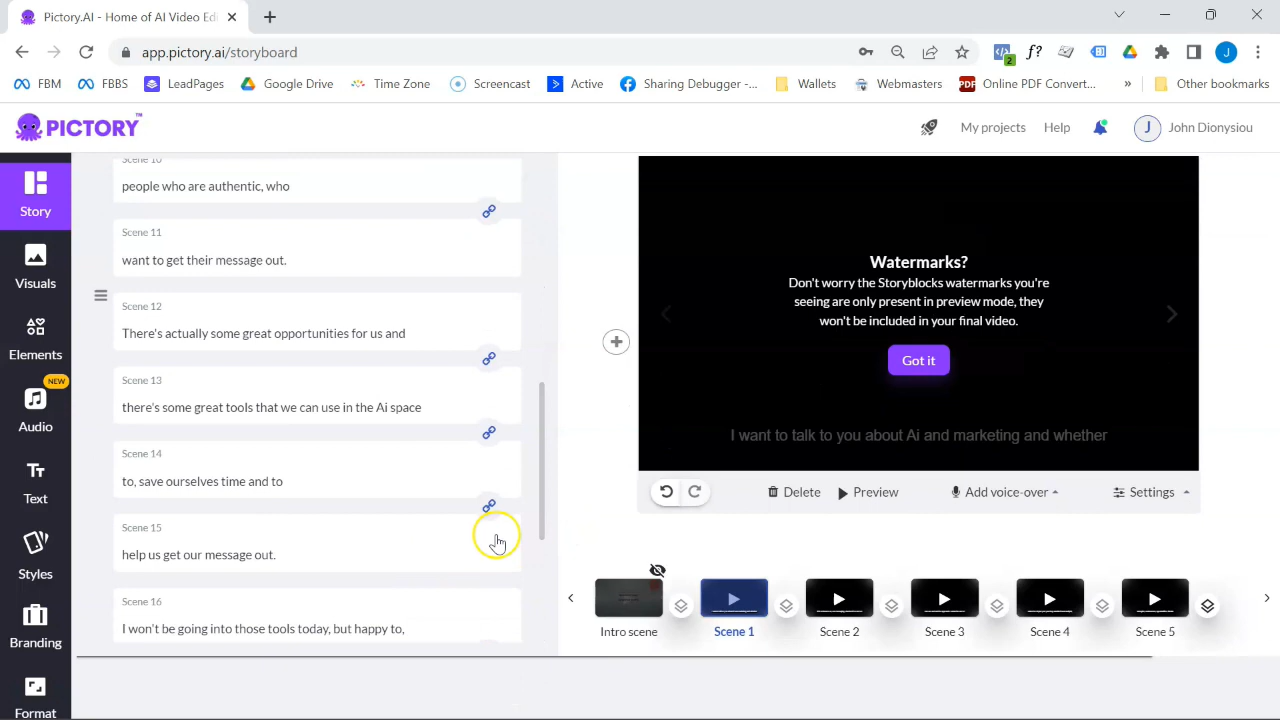 Pictory.AI - Home of AI Video Edi
app.pictory.ai/storyboard
2
f?
J
FBM
FBBS
LeadPages
Google Drive
Time Zone
Screencast
Active
Sharing Debugger -...
Wallets
Webmasters
PDF
Online PDF Convert...
»
Other bookmarks
PICTORY™
My projects
Help
J
John Dionysiou
Story
Visuals
Elements
NEW
Audio
Tt
Text
Styles
Branding
Format
Scene 10
people who are authentic, who
Scene 11
want to get their message out.
Scene 12
There's actually some great opportunities for us and
Scene 13
there's some great tools that we can use in the Ai space
Scene 14
to, save ourselves time and to
Scene 15
help us get our message out.
Scene 16
I won't be going into those tools today, but happy to,
Watermarks?
Don't worry the Storyblocks watermarks you're
seeing are only present in preview mode, they
won't be included in your final video.
Got it
I want to talk to you about Ai and marketing and whether
Delete
Preview
Add voice-over
Settings
Intro scene
Scene 1
Scene 2
Scene 3
Scene 4
Scene 5